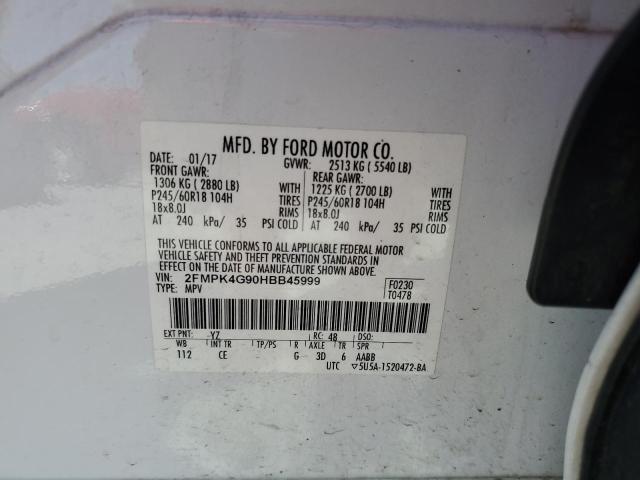 MFD. BY FORD MOTOR CO.
DATE: 01/17 GVWR: 2513 KG ( 5540 LB)
FRONT GAWR: REAR GAWR:
1306 KG ( 2880 LB) WITH 1225 KG ( 2700 LB) WITH
P245/60R18 104H TIRES P245/60R18 104H TIRES
18x8.0J RIMS 18x8.0J RIMS
AT 240 kPa/ 35 PSI COLD AT 240 kPa/ 35 PSI COLD
THIS VEHICLE CONFORMS TO ALL APPLICABLE FEDERAL MOTOR
VEHICLE SAFETY AND THEFT PREVENTION STANDARDS IN
EFFECT ON THE DATE OF MANUFACTURE SHOWN ABOVE.
VIN: 2FMPK4G90HBB45999 F0230
TYPE: MPV T0478
EXT PNT: YZ RC: 48 DSO:
WB INT TR TP/PS R AXLE TR SPR
112 CE G 3D 6 AABB
UTC ▽5U5A-1520472-BA